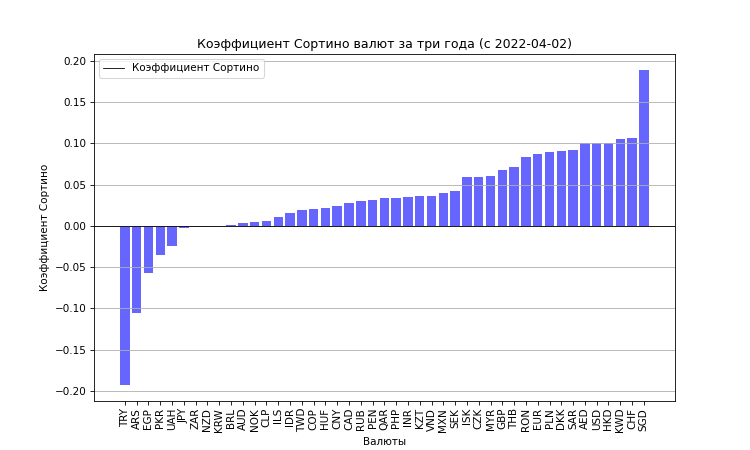 Коэффициент Сортино валют за три года (с 2022-04-02)
Коэффициент Сортино
0.20
0.15
0.10
0.05
0.00
−0.05
−0.10
−0.15
−0.20
Коэффициент Сортино
TRY
ARS
EGP
PKR
UAH
JPY
ZAR
NZD
KRW
BRL
AUD
NOK
CLP
ILS
IDR
TWD
COP
HUF
CNY
CAD
RUB
PEN
QAR
PHP
INR
KZT
VND
MXN
SEK
ISK
CZK
MYR
GBP
THB
RON
EUR
PLN
DKK
SAR
AED
USD
HKD
KWD
CHF
SGD
Валюты